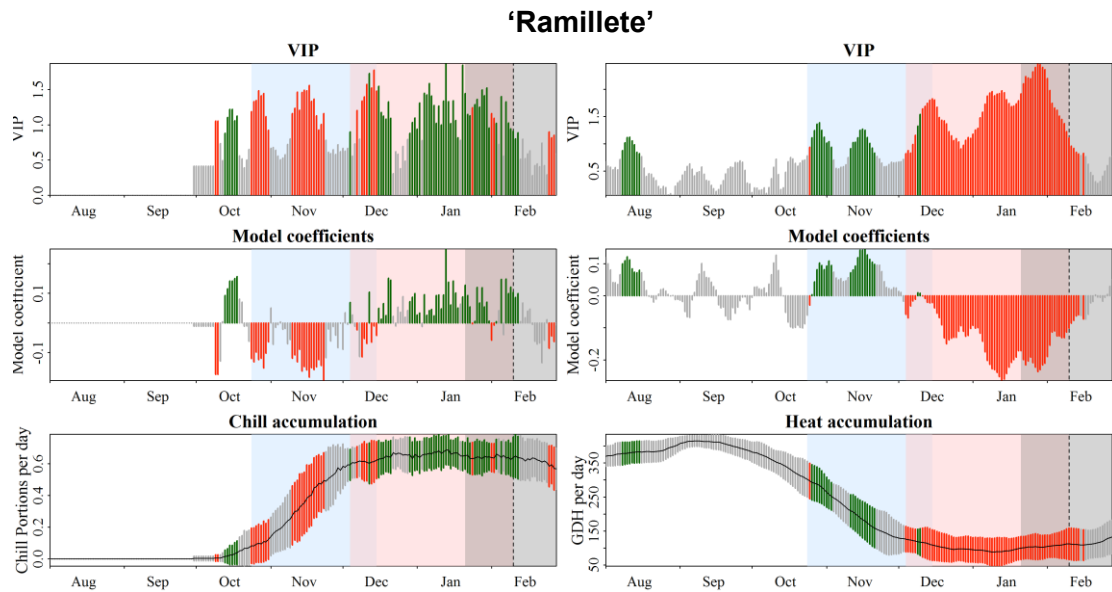 ‘Ramillete’
VIP
VIP
0.0 0.5 1.0 1.5
Aug Sep Oct Nov Dec Jan Feb
VIP
VIP
0.5 1.5
Aug Sep Oct Nov Dec Jan Feb
Model coefficients
Model coefficient
-0.1 0.1
Aug Sep Oct Nov Dec Jan Feb
Model coefficients
Model coefficient
-0.2 0.0 0.1
Aug Sep Oct Nov Dec Jan Feb
Chill accumulation
Chill Portions per day
0.0 0.2 0.4 0.6
Aug Sep Oct Nov Dec Jan Feb
Heat accumulation
GDH per day
50 150 250 350
Aug Sep Oct Nov Dec Jan Feb